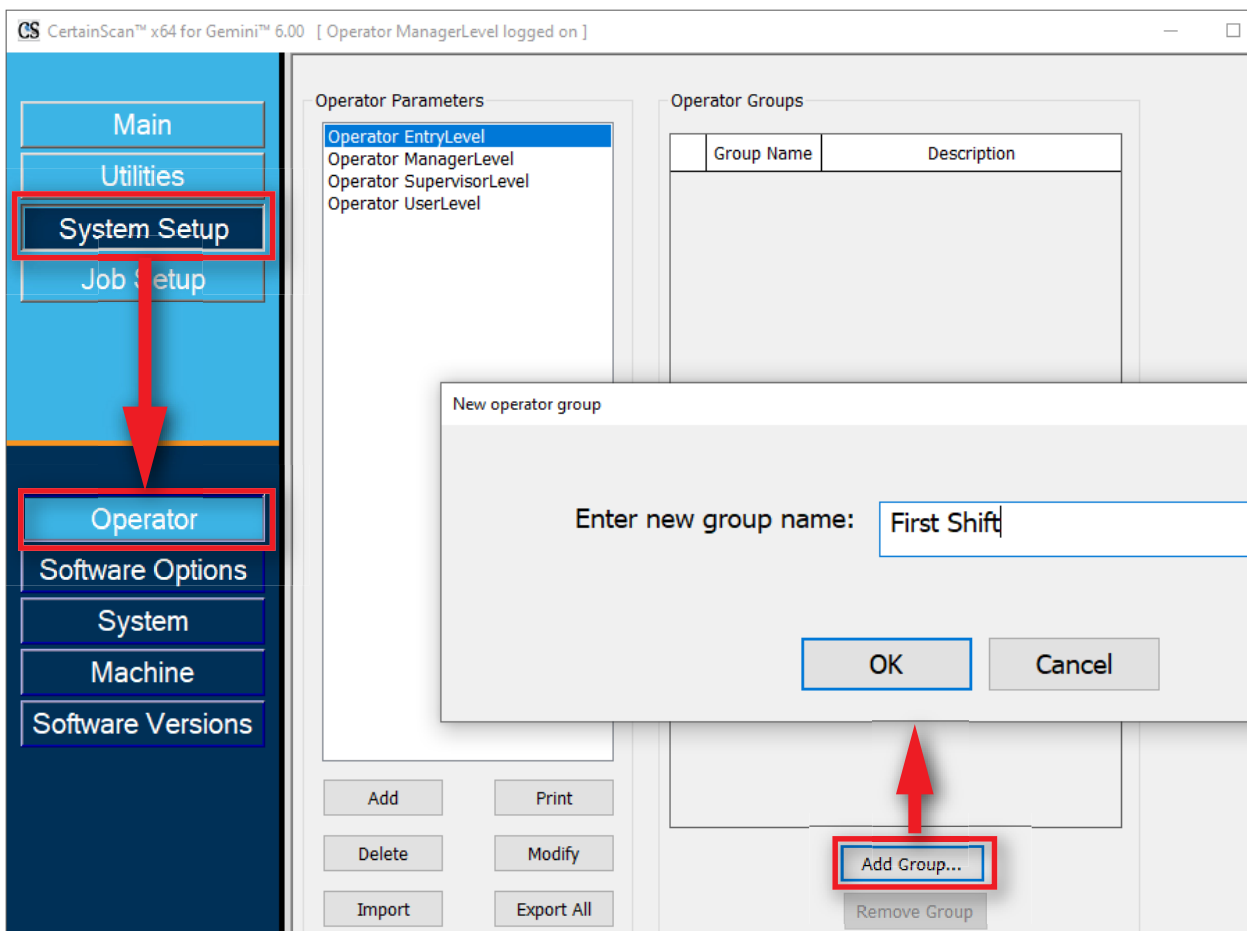 CS CertainScan™ x64 for Gemini™ 6.00 [ Operator ManagerLevel logged on ]
Main
Utilities
System Setup
Job Setup
Operator
Software Options
System
Machine
Software Versions
Operator Parameters
Operator EntryLevel
Operator ManagerLevel
Operator SupervisorLevel
Operator UserLevel
Add Print
Delete Modify
Import Export All
Operator Groups
Group Name Description
New operator group
Enter new group name: First Shift
OK Cancel
Add Group...
Remove Group